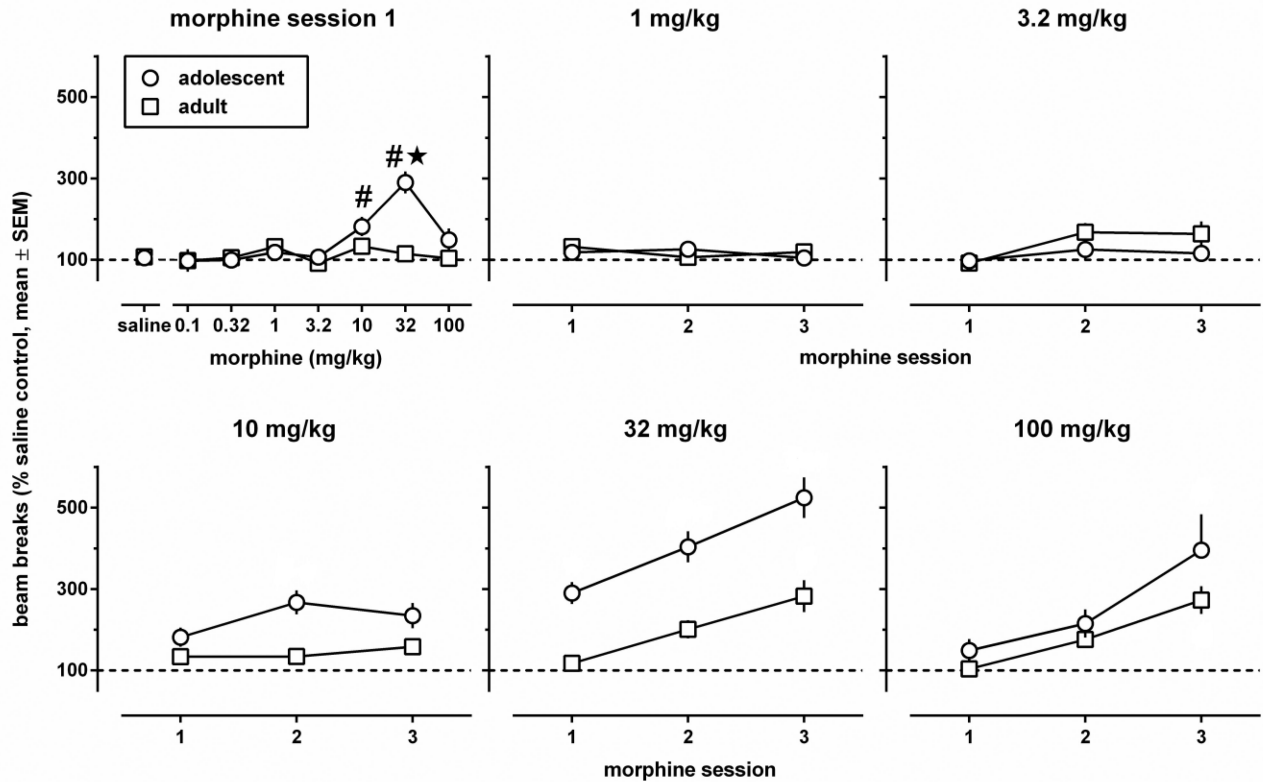 morphine session 1
1 mg/kg
3.2 mg/kg
adolescent
adult
# ★
#
500
300
100
saline 0.1 0.32 1 3.2 10 32 100
morphine (mg/kg)
1 2 3
1 2 3
morphine session
beam breaks (% saline control, mean ± SEM)
10 mg/kg
32 mg/kg
100 mg/kg
500
300
100
1 2 3
1 2 3
1 2 3
morphine session